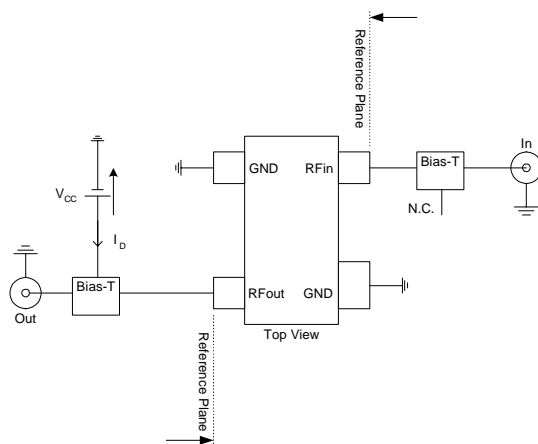 Reference Plane
In
GND
RFin
Bias-T
VCC
N.C.
ID
Bias-T
RFout
GND
Out
Top View
Reference Plane